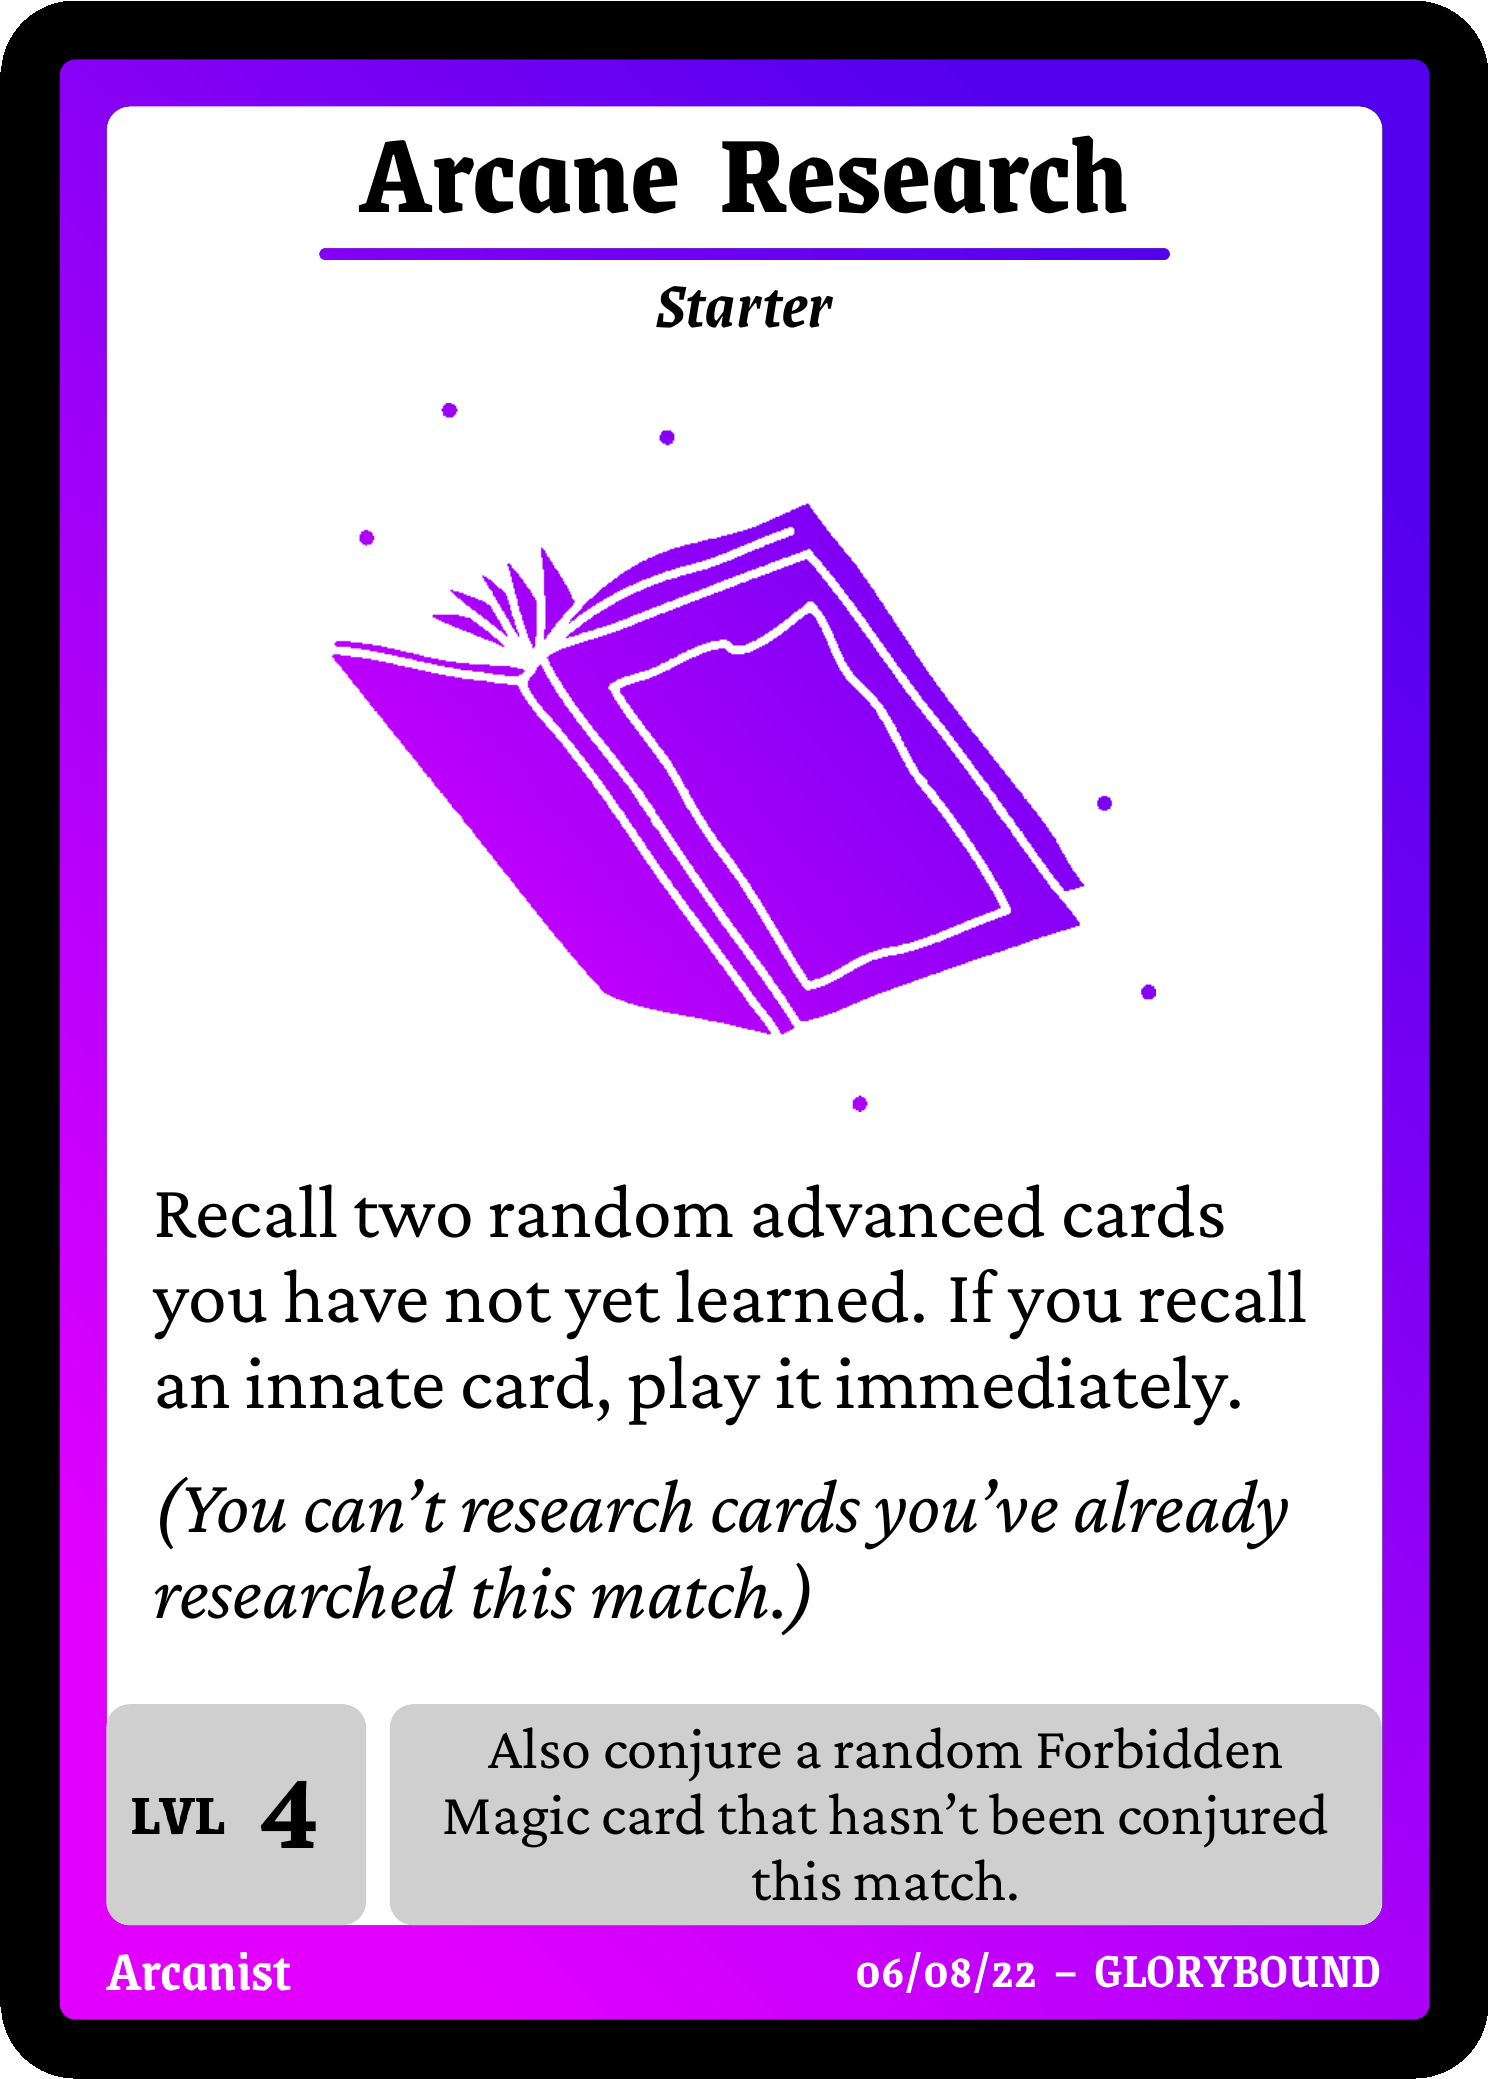 Arcane Research
Starter
Recall two random advanced cards
you have not yet learned. If you recall
an innate card, play it immediately.
(You can’t research cards you’ve already
researched this match.)
LVL 4
Also conjure a random Forbidden
Magic card that hasn’t been conjured
this match.
Arcanist
06/08/22 – GLORYBOUND